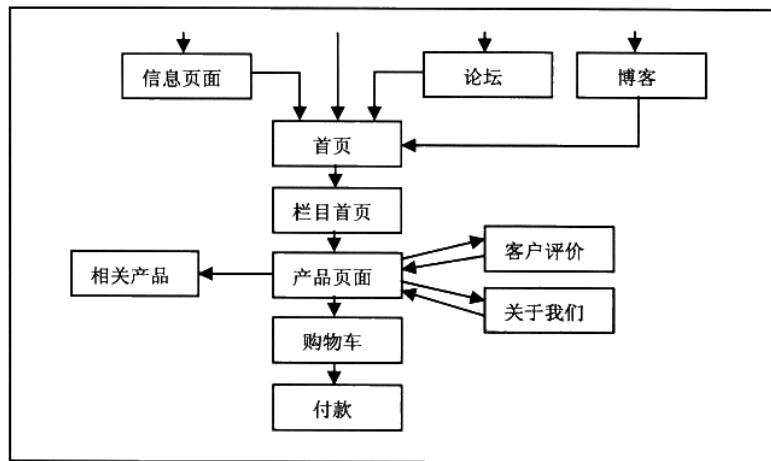 信息页面
论坛
博客
首页
栏目首页
客户评价
相关产品
产品页面
关于我们
购物车
付款